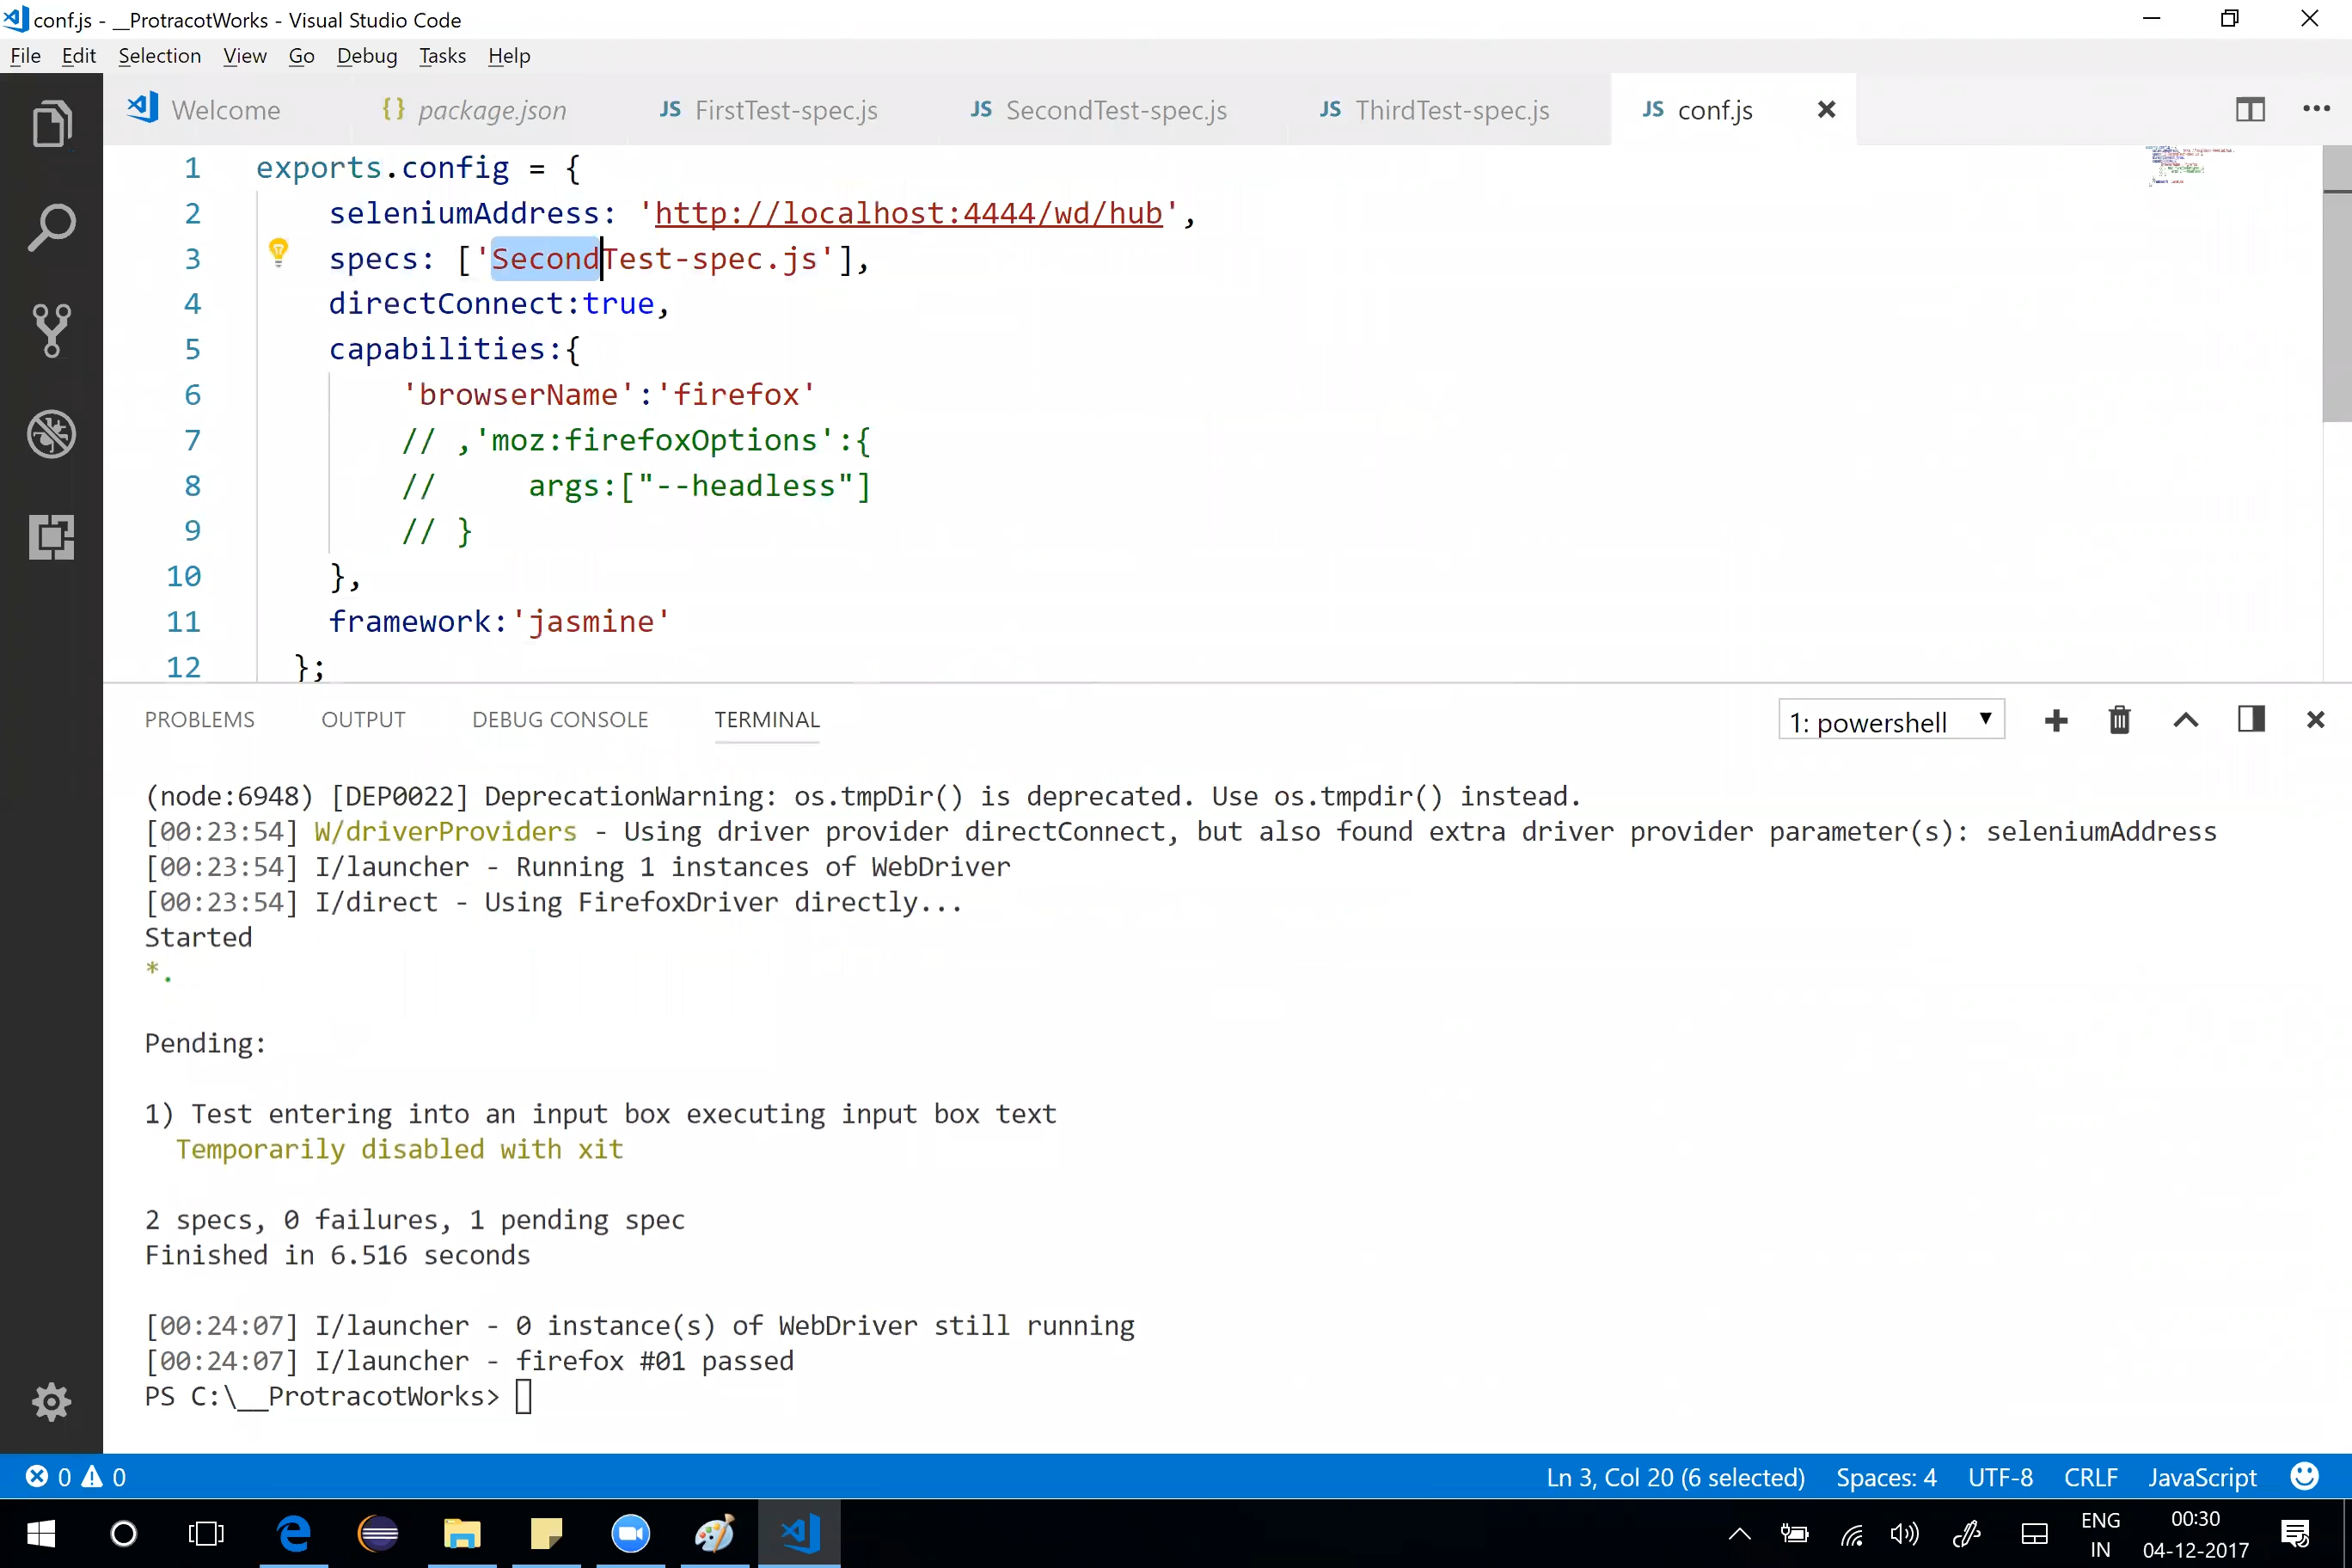 conf.js - __ProtracotWorks - Visual Studio Code
File Edit Selection View Go Debug Tasks Help
Welcome {} package.json JS FirstTest-spec.js JS SecondTest-spec.js JS ThirdTest-spec.js JS conf.js
1 exports.config = {
2 seleniumAddress: 'http://localhost:4444/wd/hub',
3 specs: ['SecondTest-spec.js'],
4 directConnect:true,
5 capabilities:{
6 'browserName':'firefox'
7 // ,'moz:firefoxOptions':{
8 // args:["--headless"]
9 // }
10 },
11 framework:'jasmine'
12 };
PROBLEMS OUTPUT DEBUG CONSOLE TERMINAL 1: powershell
(node:6948) [DEP0022] DeprecationWarning: os.tmpDir() is deprecated. Use os.tmpdir() instead.
[00:23:54] W/driverProviders - Using driver provider directConnect, but also found extra driver provider parameter(s): seleniumAddress
[00:23:54] I/launcher - Running 1 instances of WebDriver
[00:23:54] I/direct - Using FirefoxDriver directly...
Started
*.
Pending:
1) Test entering into an input box executing input box text
Temporarily disabled with xit
2 specs, 0 failures, 1 pending spec
Finished in 6.516 seconds
[00:24:07] I/launcher - 0 instance(s) of WebDriver still running
[00:24:07] I/launcher - firefox #01 passed
PS C:\__ProtracotWorks>
0 0 Ln 3, Col 20 (6 selected) Spaces: 4 UTF-8 CRLF JavaScript
ENG 00:30
IN 04-12-2017